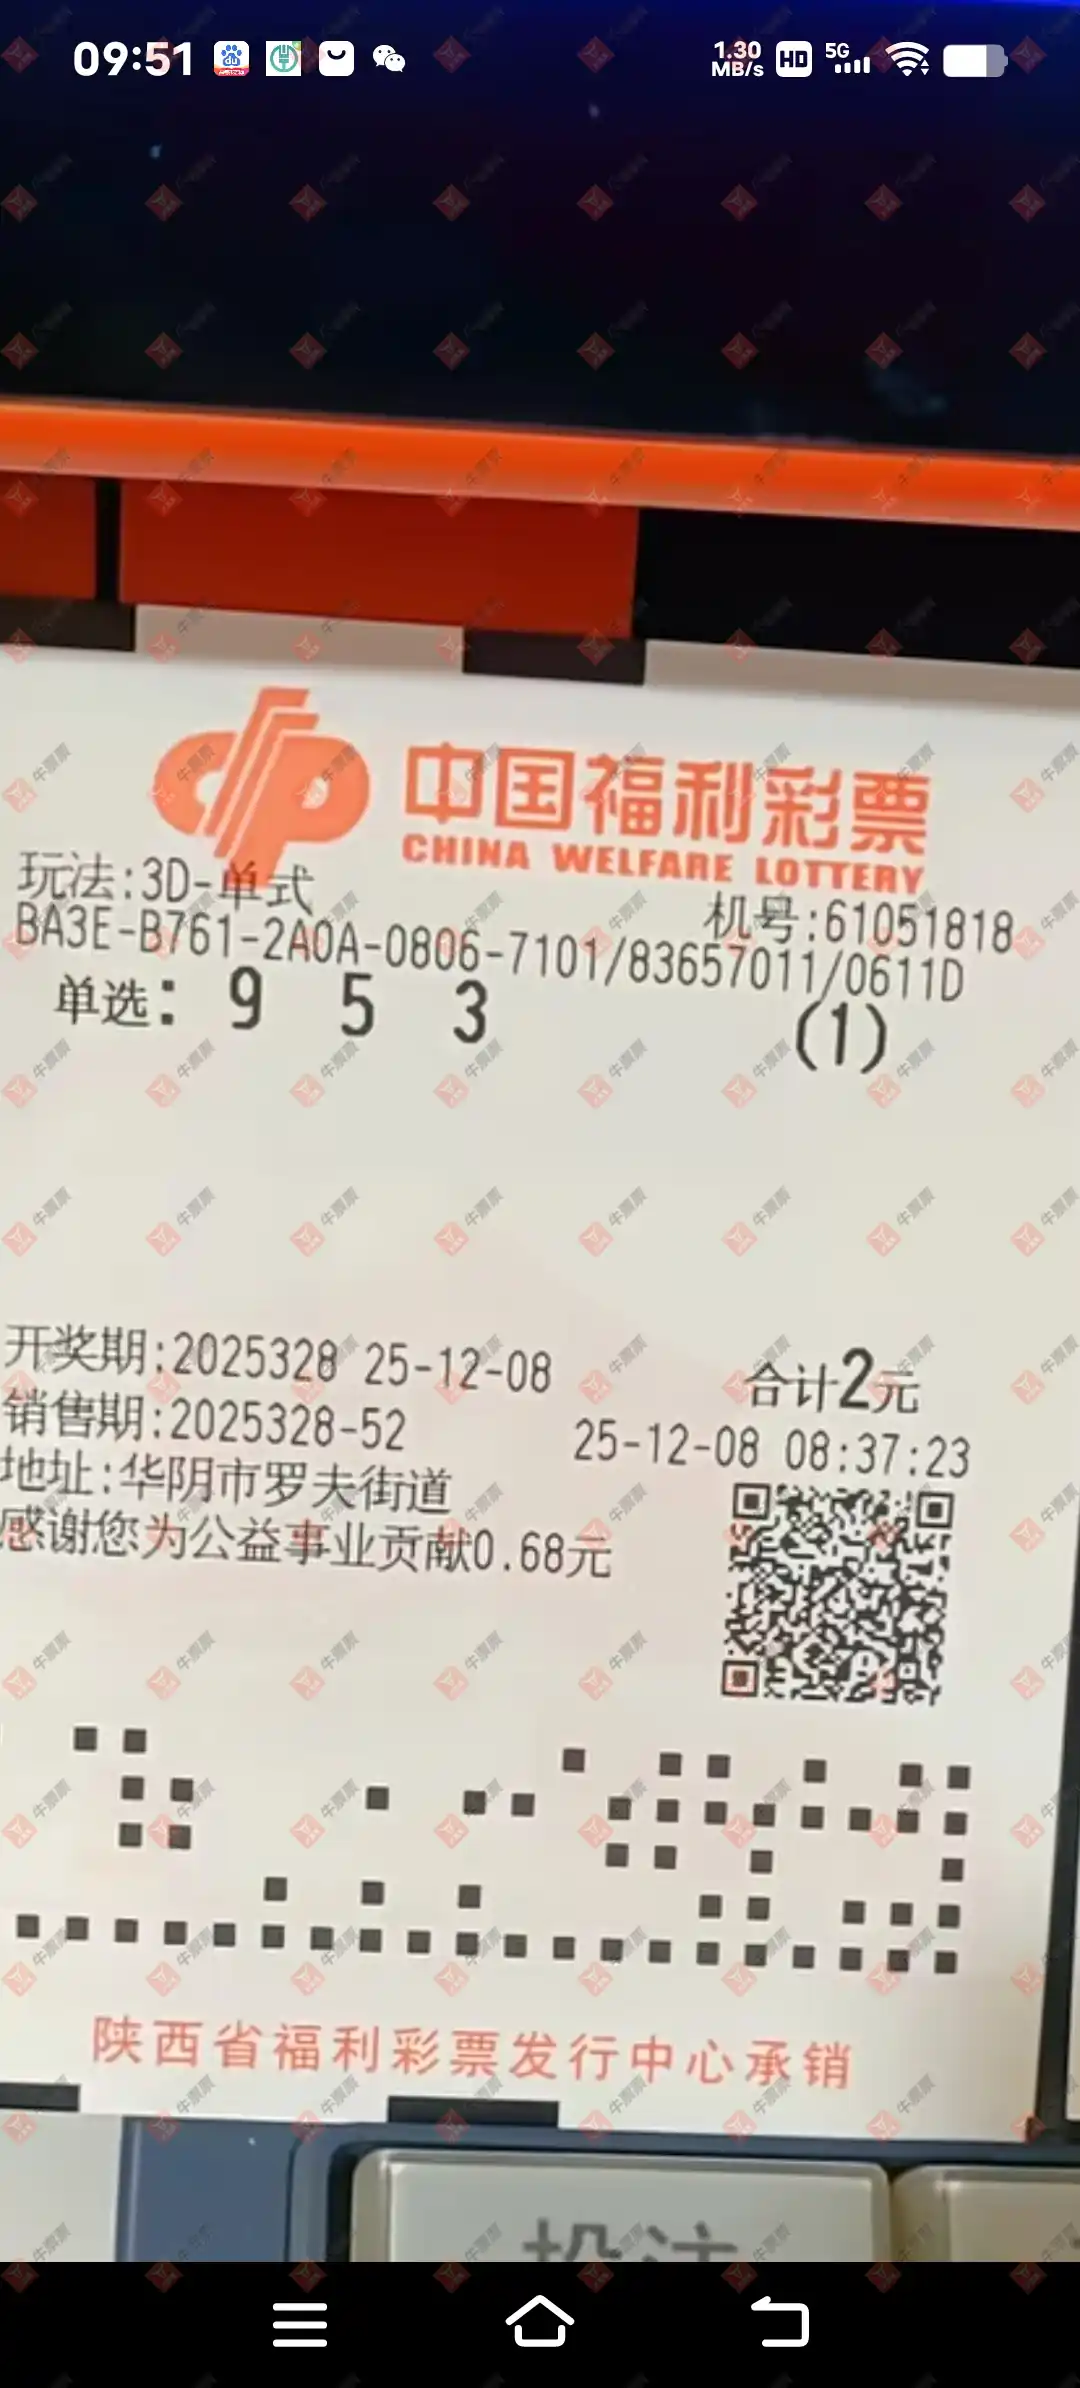 09:51
1.30 MB/s HD 5G
中国福利彩票
CHINA WELFARE LOTTERY
玩法:3D-单式
机号:61051818
BA3E-B761-2A0A-0806-7101/83657011/0611D
单选: 9 5 3 (1)
开奖期:2025328 25-12-08
合计2元
销售期:2025328-52
25-12-08 08:37:23
地址:华阴市罗夫街道
感谢您为公益事业贡献0.68元
陕西省福利彩票发行中心承销
投注
牛票票